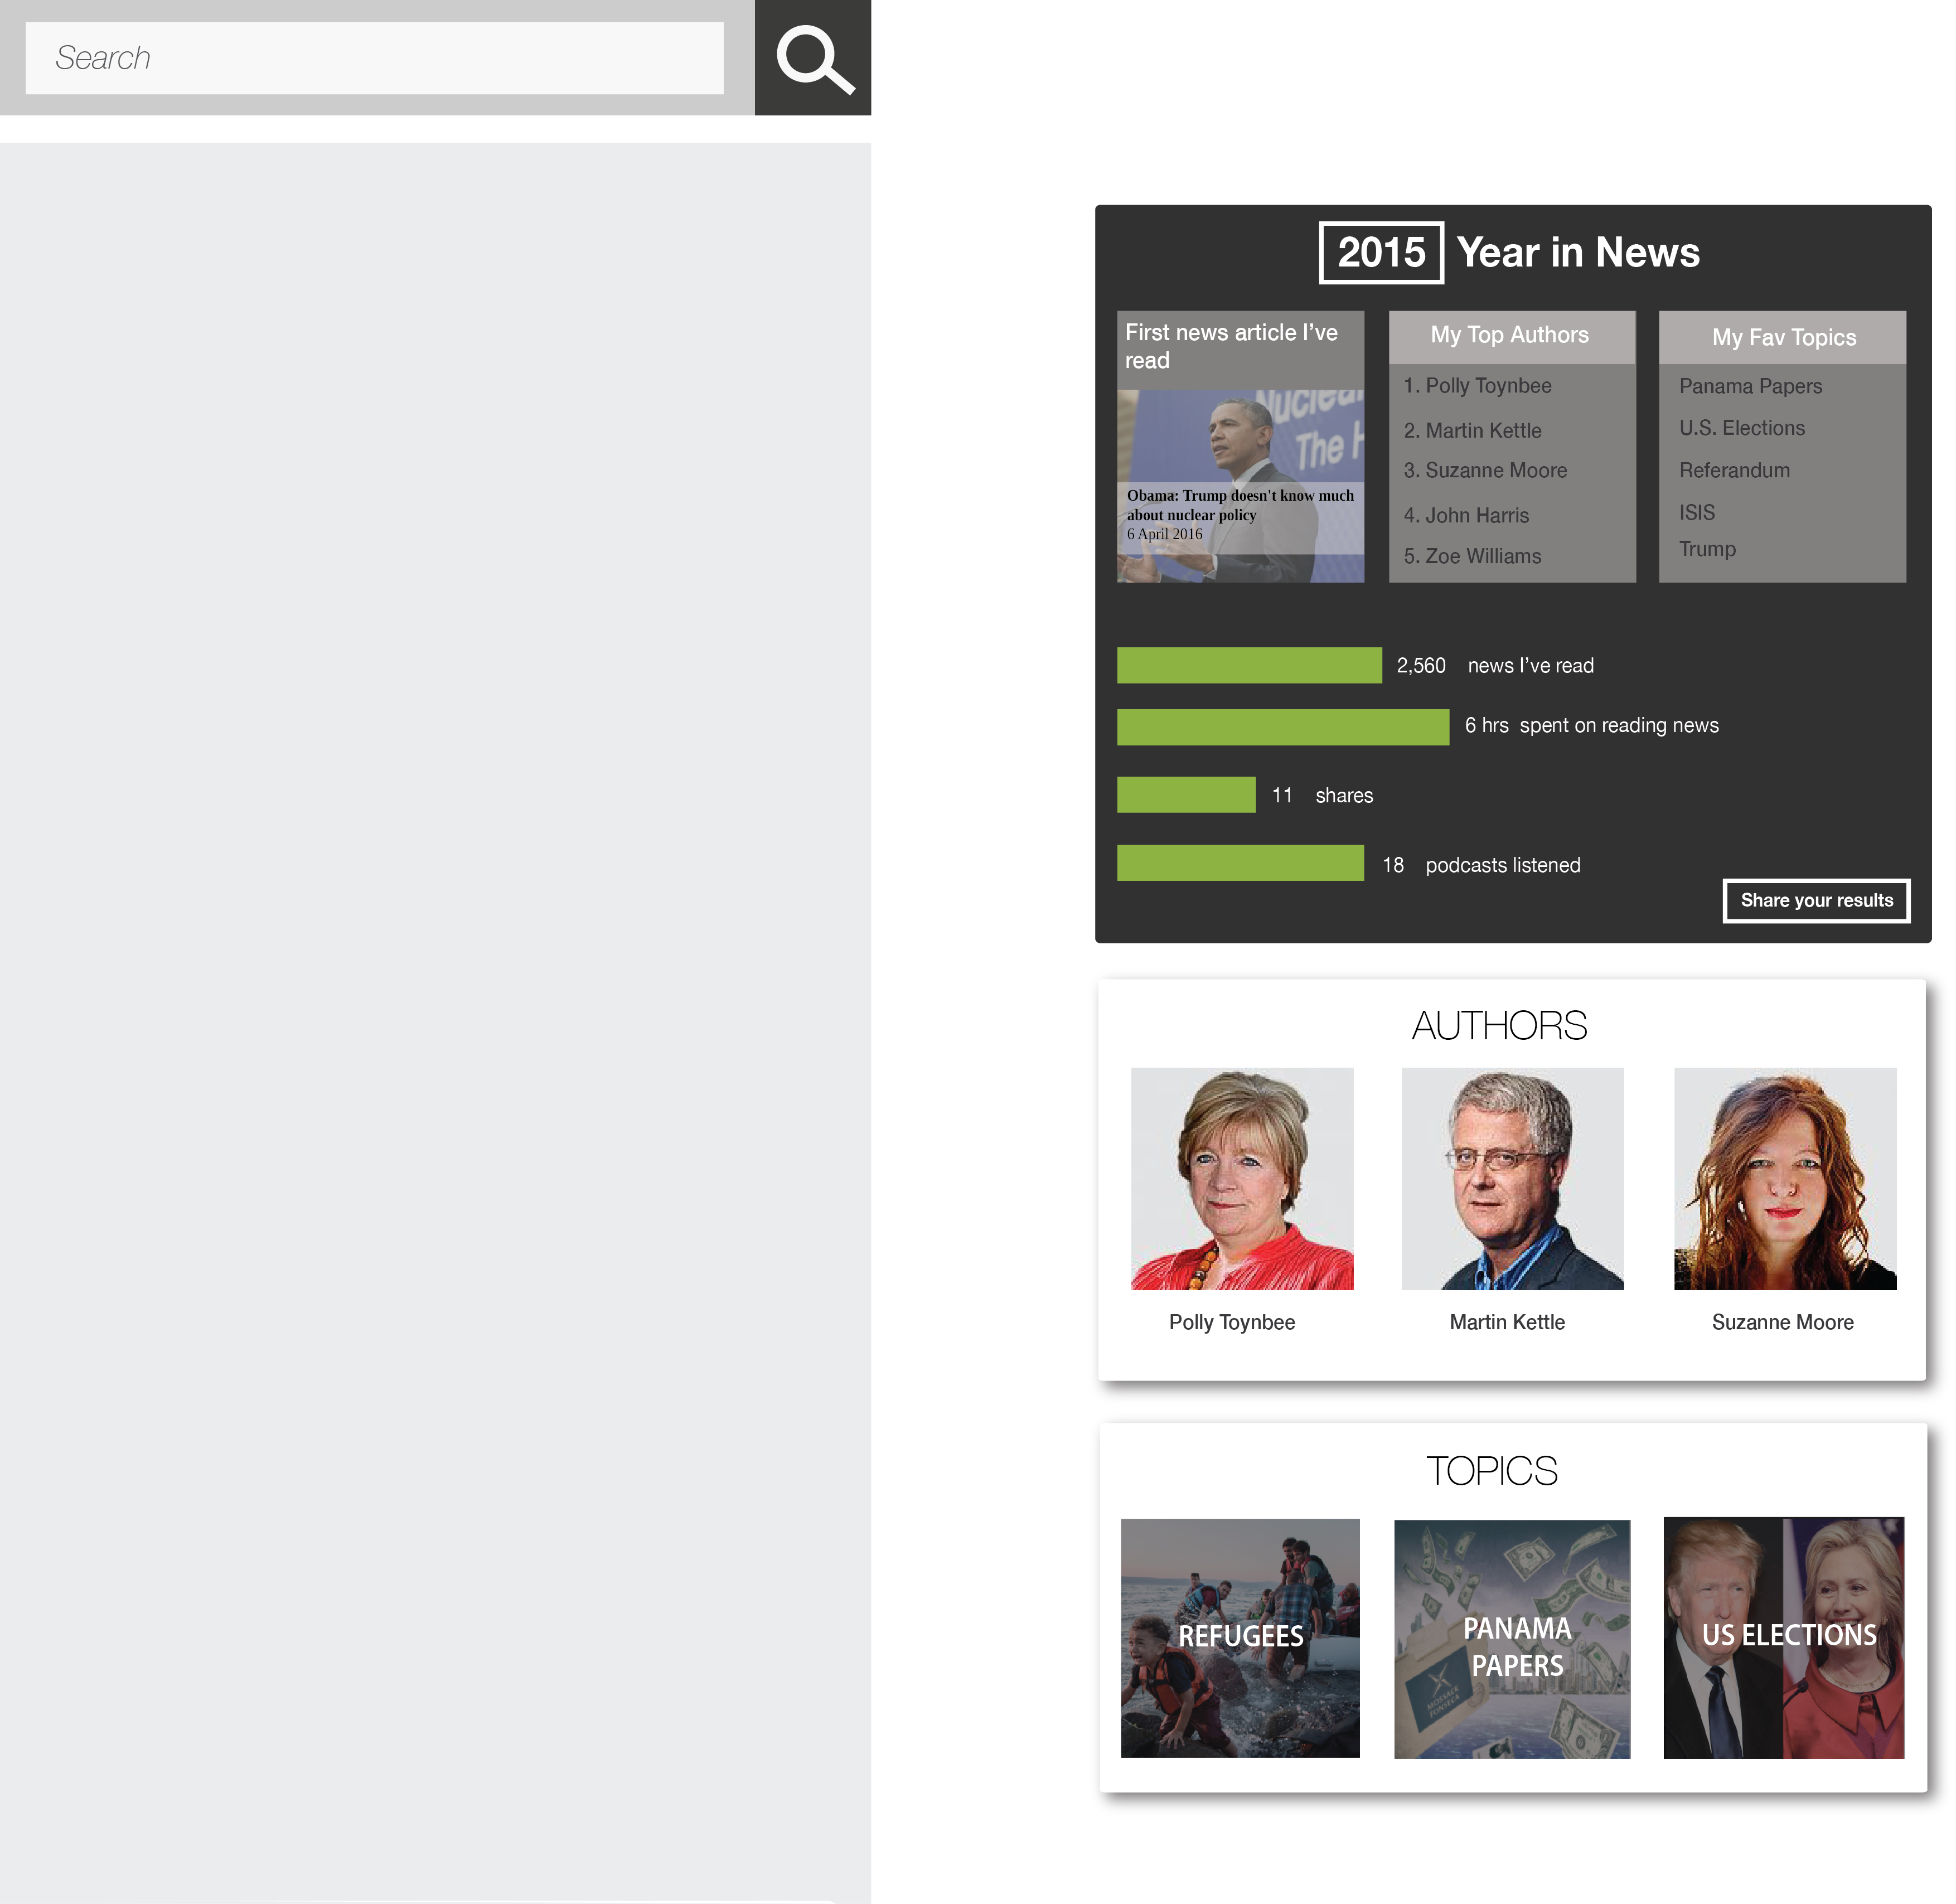 Search
2015 Year in News
First news article I've
read
Nuclear
The H
Obama: Trump doesn't know much
about nuclear policy
6 April 2016
My Top Authors
1. Polly Toynbee
2. Martin Kettle
3. Suzanne Moore
4. John Harris
5. Zoe Williams
My Fav Topics
Panama Papers
U.S. Elections
Referandum
ISIS
Trump
2,560 news I've read
6 hrs spent on reading news
11 shares
18 podcasts listened
Share your results
AUTHORS
Polly Toynbee
Martin Kettle
Suzanne Moore
TOPICS
REFUGEES
PANAMA
PAPERS
MOSSACK
FONSECA
US ELECTIONS